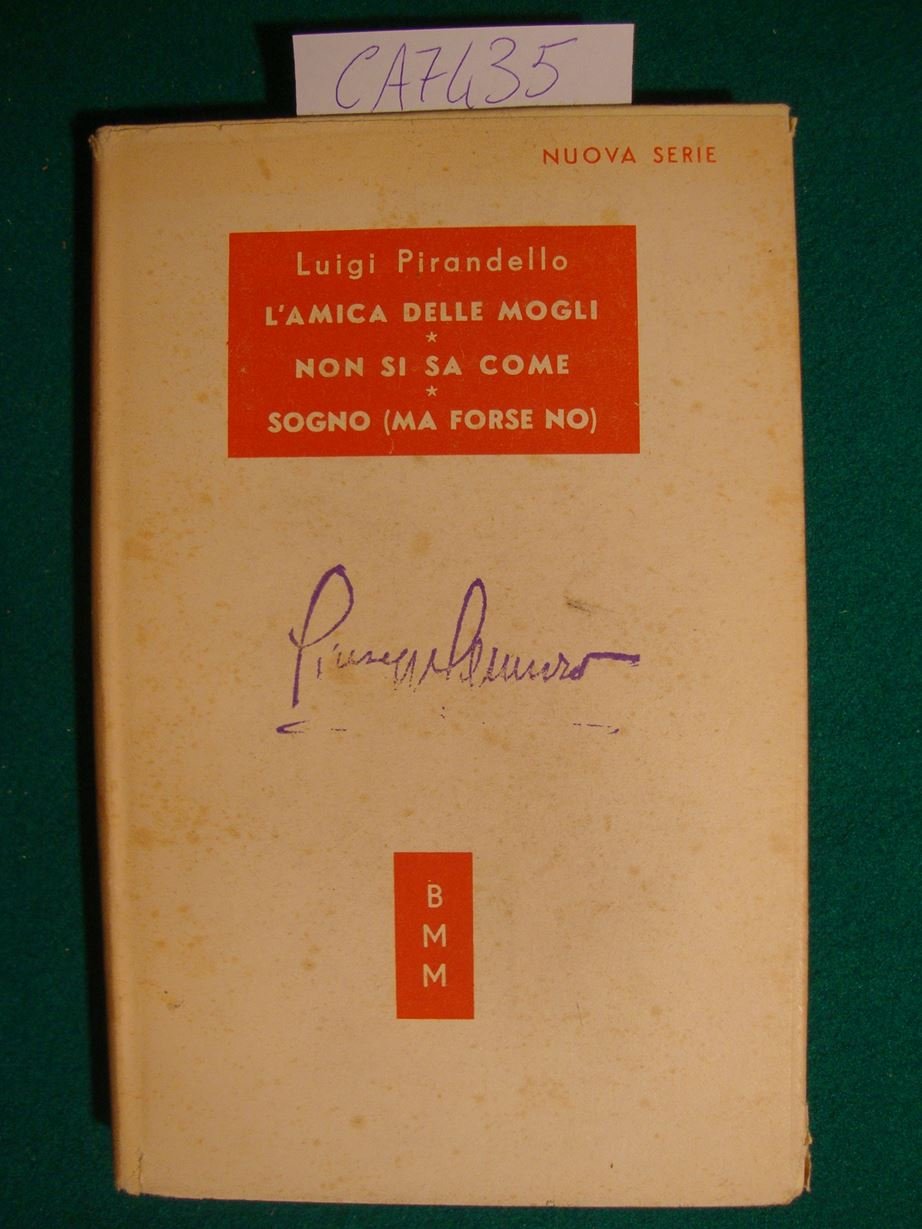 CA7435
NUOVA SERIE
Luigi Pirandello
L'AMICA DELLE MOGLI
*
NON SI SA COME
*
SOGNO (MA FORSE NO)
B
M
M